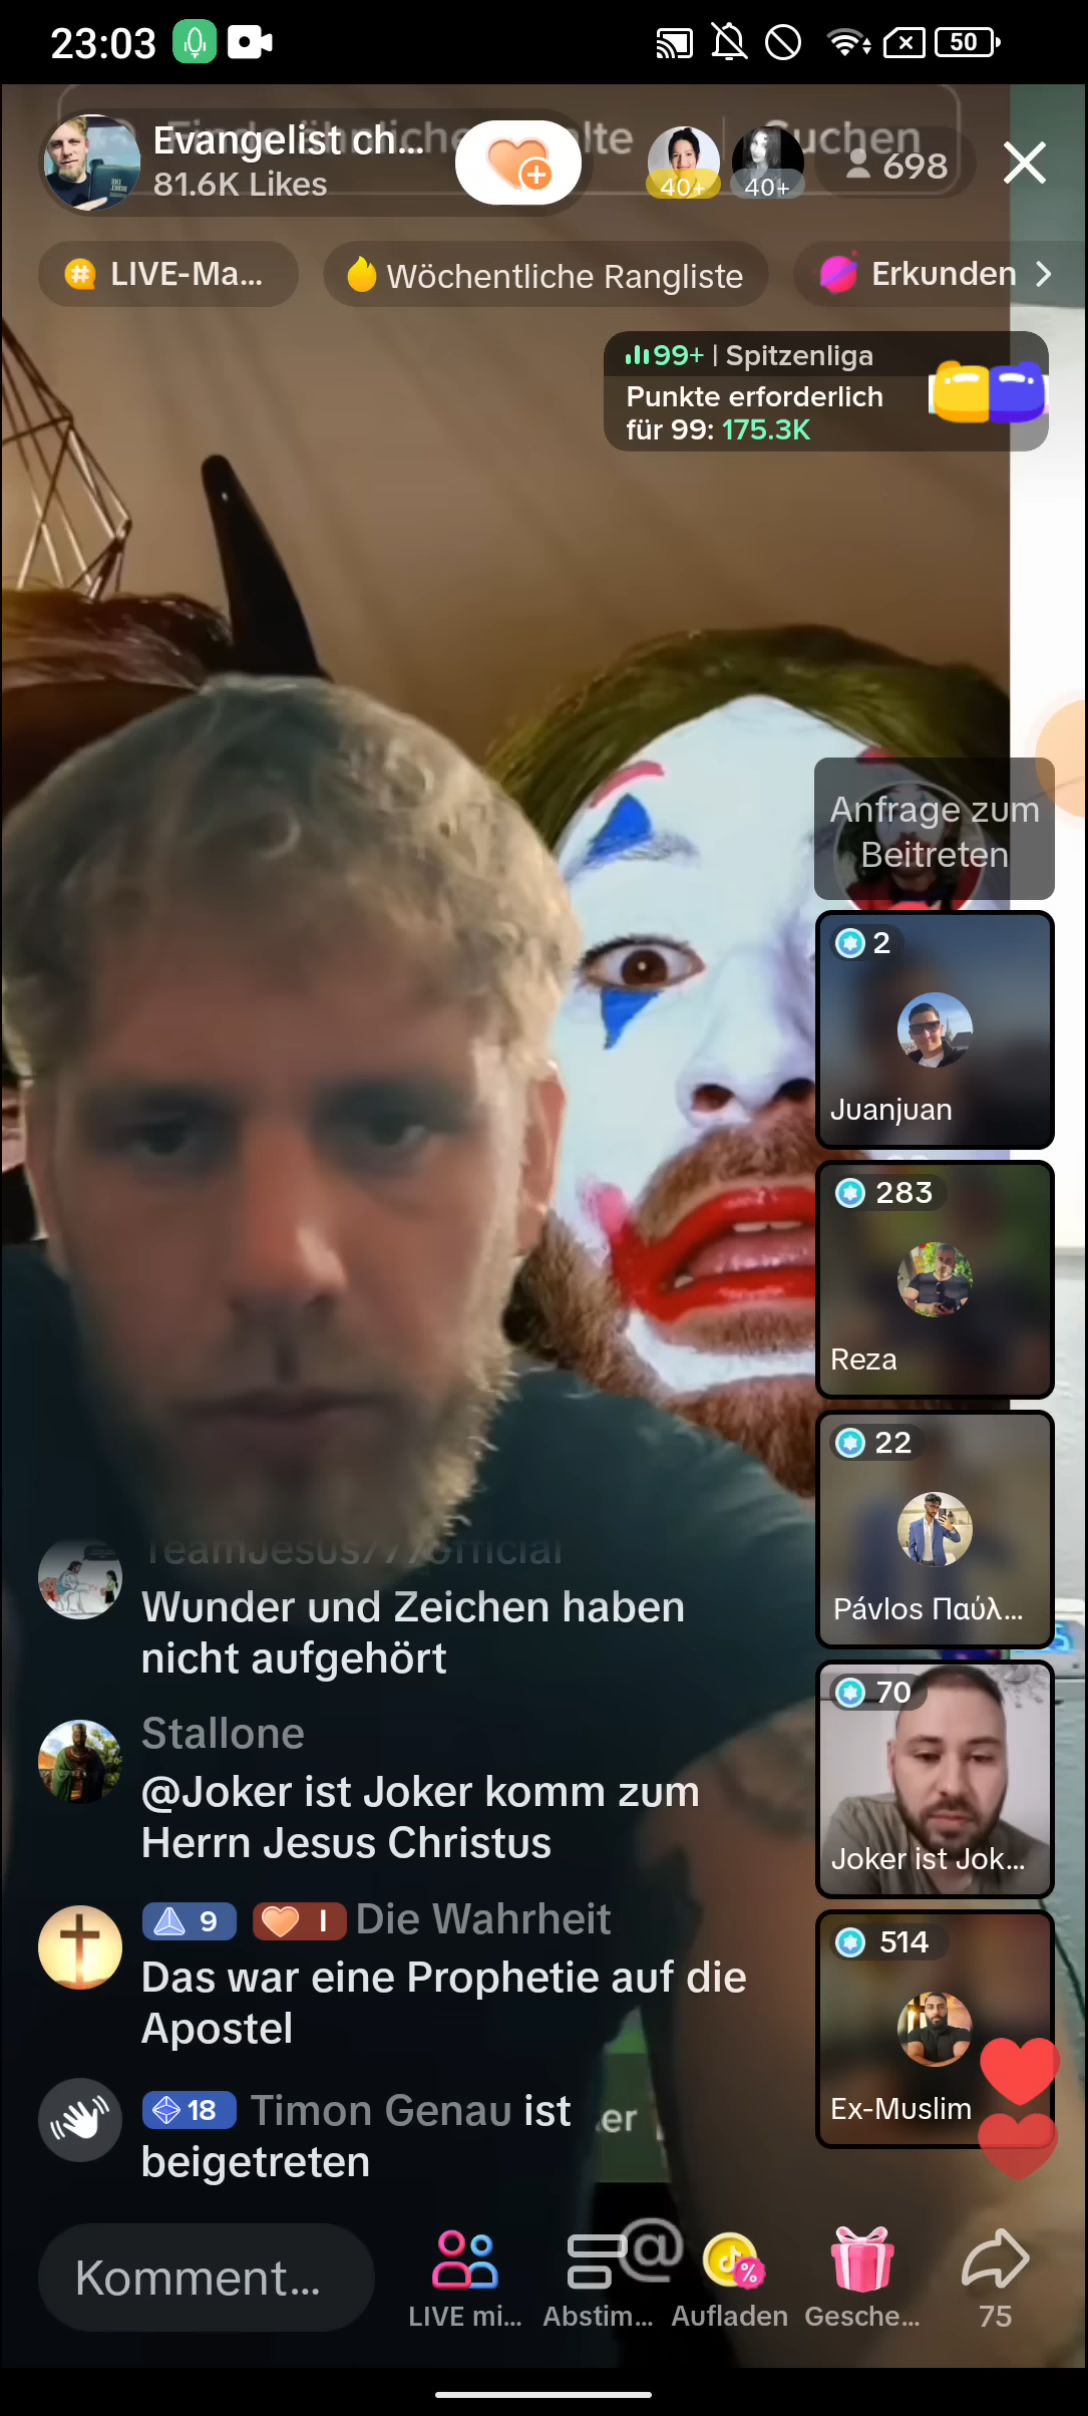 23:03
50
Evangelist ch...
81.6K Likes
40+
40+
698
LIVE-Ma...
Wöchentliche Rangliste
Erkunden
99+ | Spitzenliga
Punkte erforderlich
für 99: 175.3K
Anfrage zum
Beitreten
2
Juanjuan
283
Reza
22
Pávlos Παύλ...
70
Joker ist Jok...
514
Ex-Muslim
TeamJesus777official
Wunder und Zeichen haben
nicht aufgehört
Stallone
@Joker ist Joker komm zum
Herrn Jesus Christus
9 I Die Wahrheit
Das war eine Prophetie auf die
Apostel
18 Timon Genau ist
beigetreten
Komment...
LIVE mi...
Abstim...
Aufladen
Gesche...
75